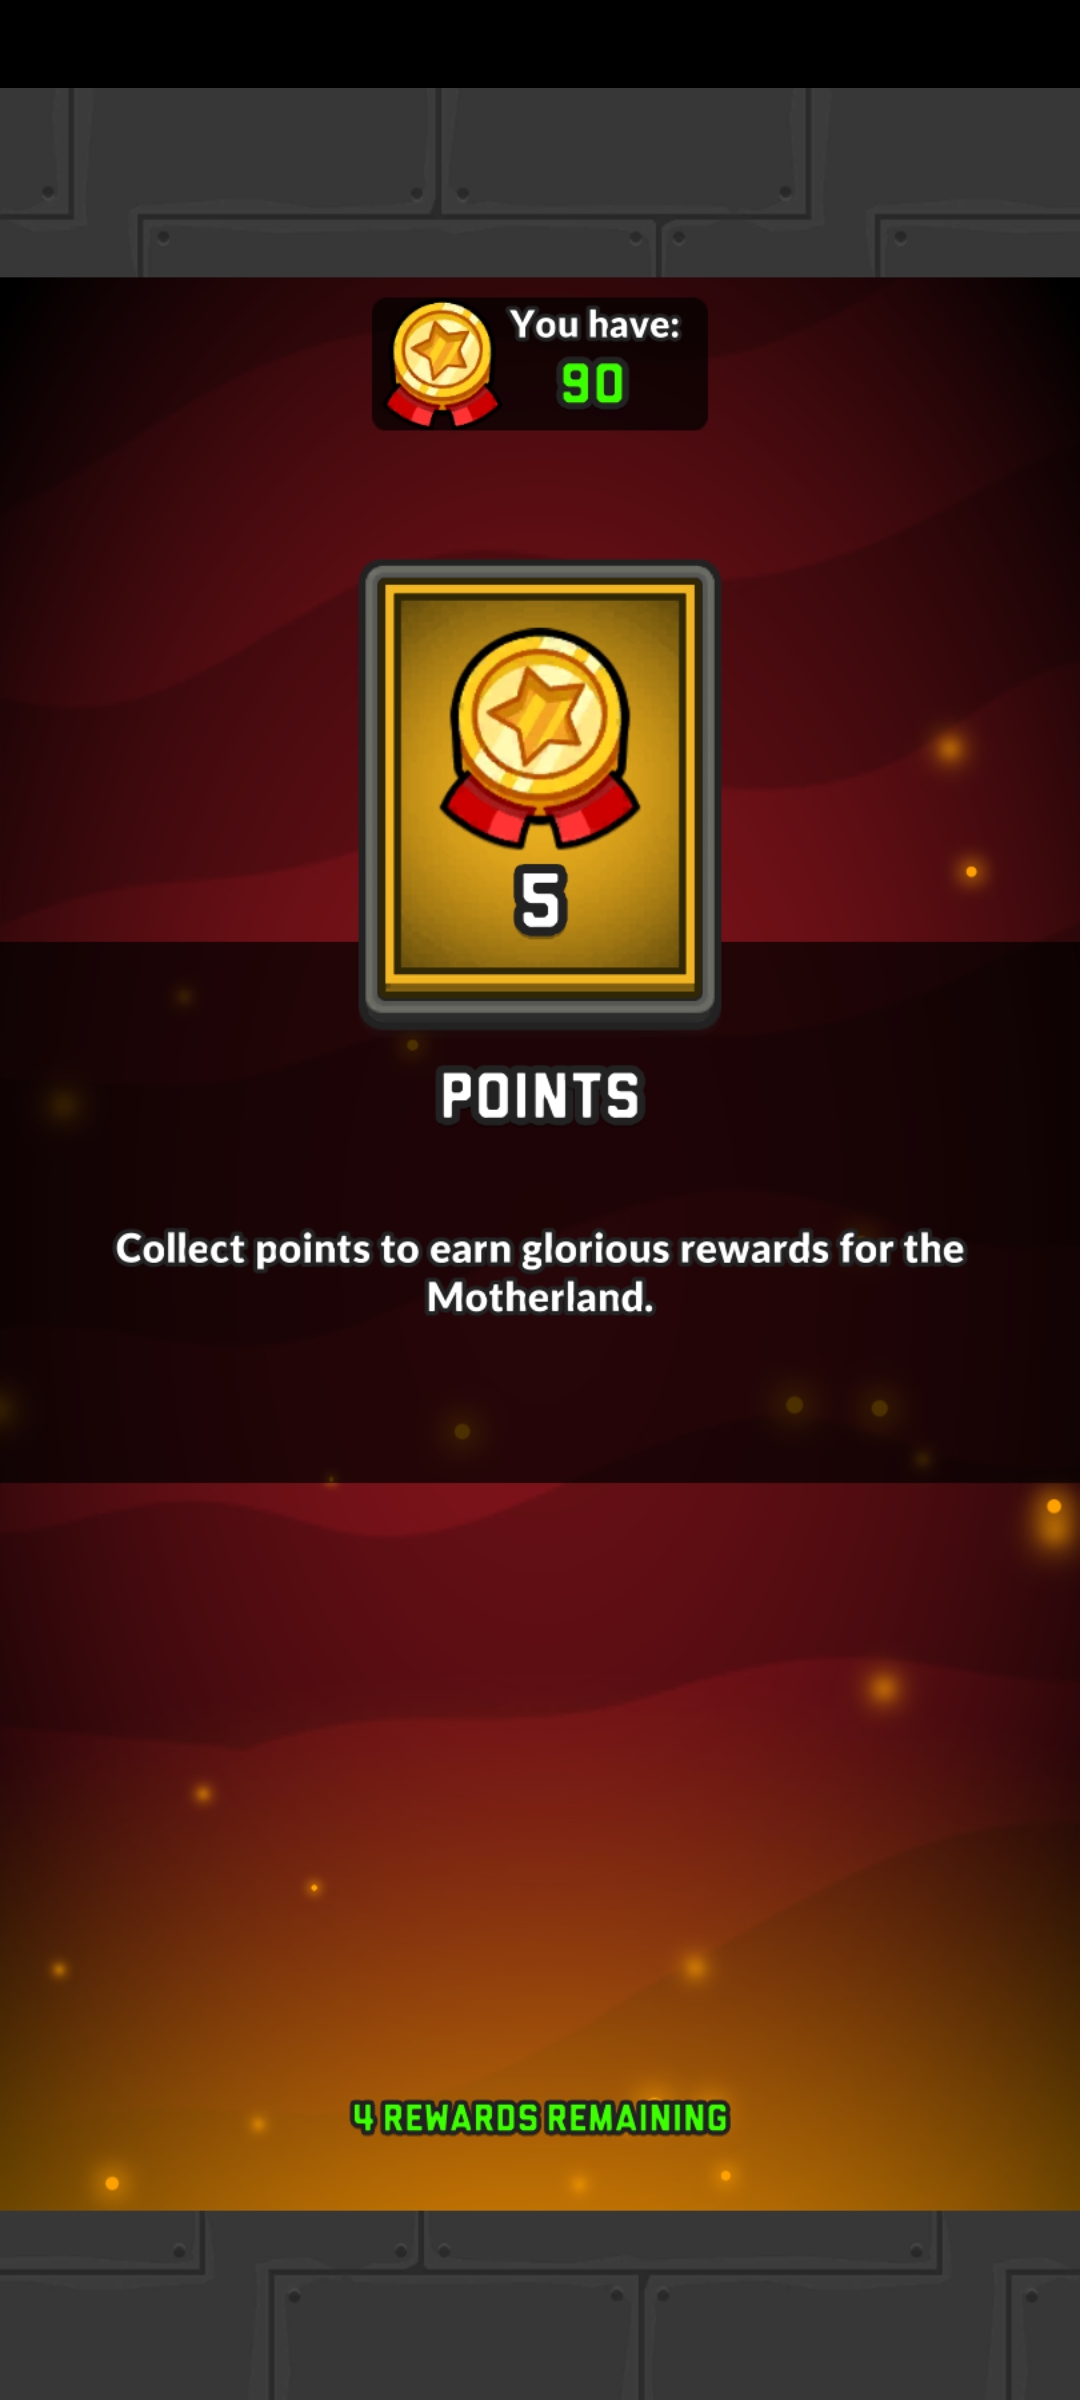 You have:
90
5
POINTS
Collect points to earn glorious rewards for the
Motherland.
4 REWARDS REMAINING